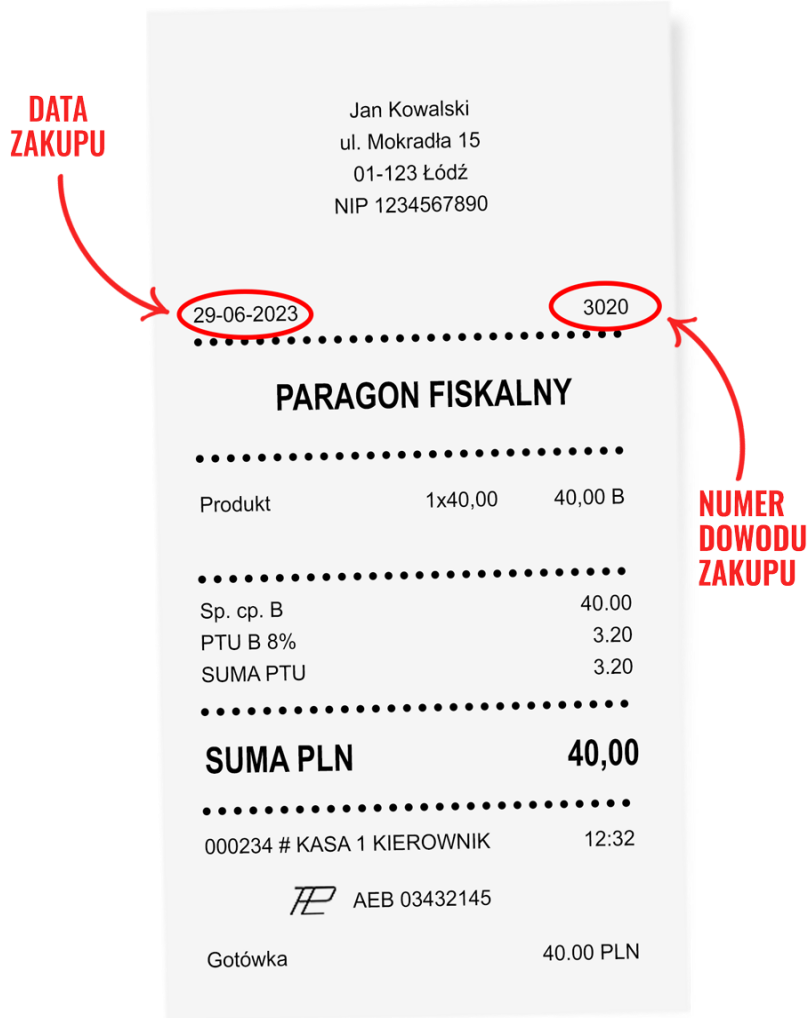 DATA
ZAKUPU
Jan Kowalski
ul. Mokradła 15
01-123 Łódź
NIP 1234567890
29-06-2023 3020
PARAGON FISKALNY
NUMER
DOWODU
ZAKUPU
Produkt 1x40,00 40,00 B
Sp. cp. B 40.00
PTU B 8% 3.20
SUMA PTU 3.20
SUMA PLN 40,00
000234 # KASA 1 KIEROWNIK 12:32
AEB 03432145
Gotówka 40.00 PLN